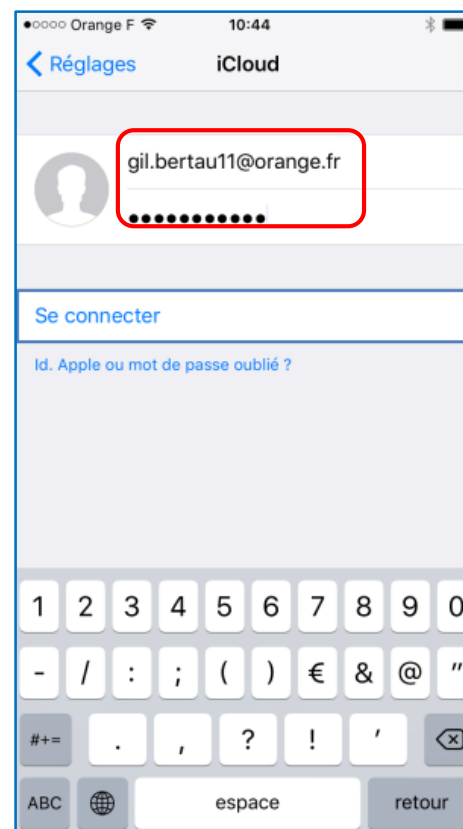 ●○○○○ Orange F 10:44
Réglages iCloud
gil.bertau11@orange.fr
●●●●●●●●●●●
Se connecter
Id. Apple ou mot de passe oublié ?
1 2 3 4 5 6 7 8 9 0
- / : ; ( ) € & @ "
#+= . , ? ! '
ABC espace retour